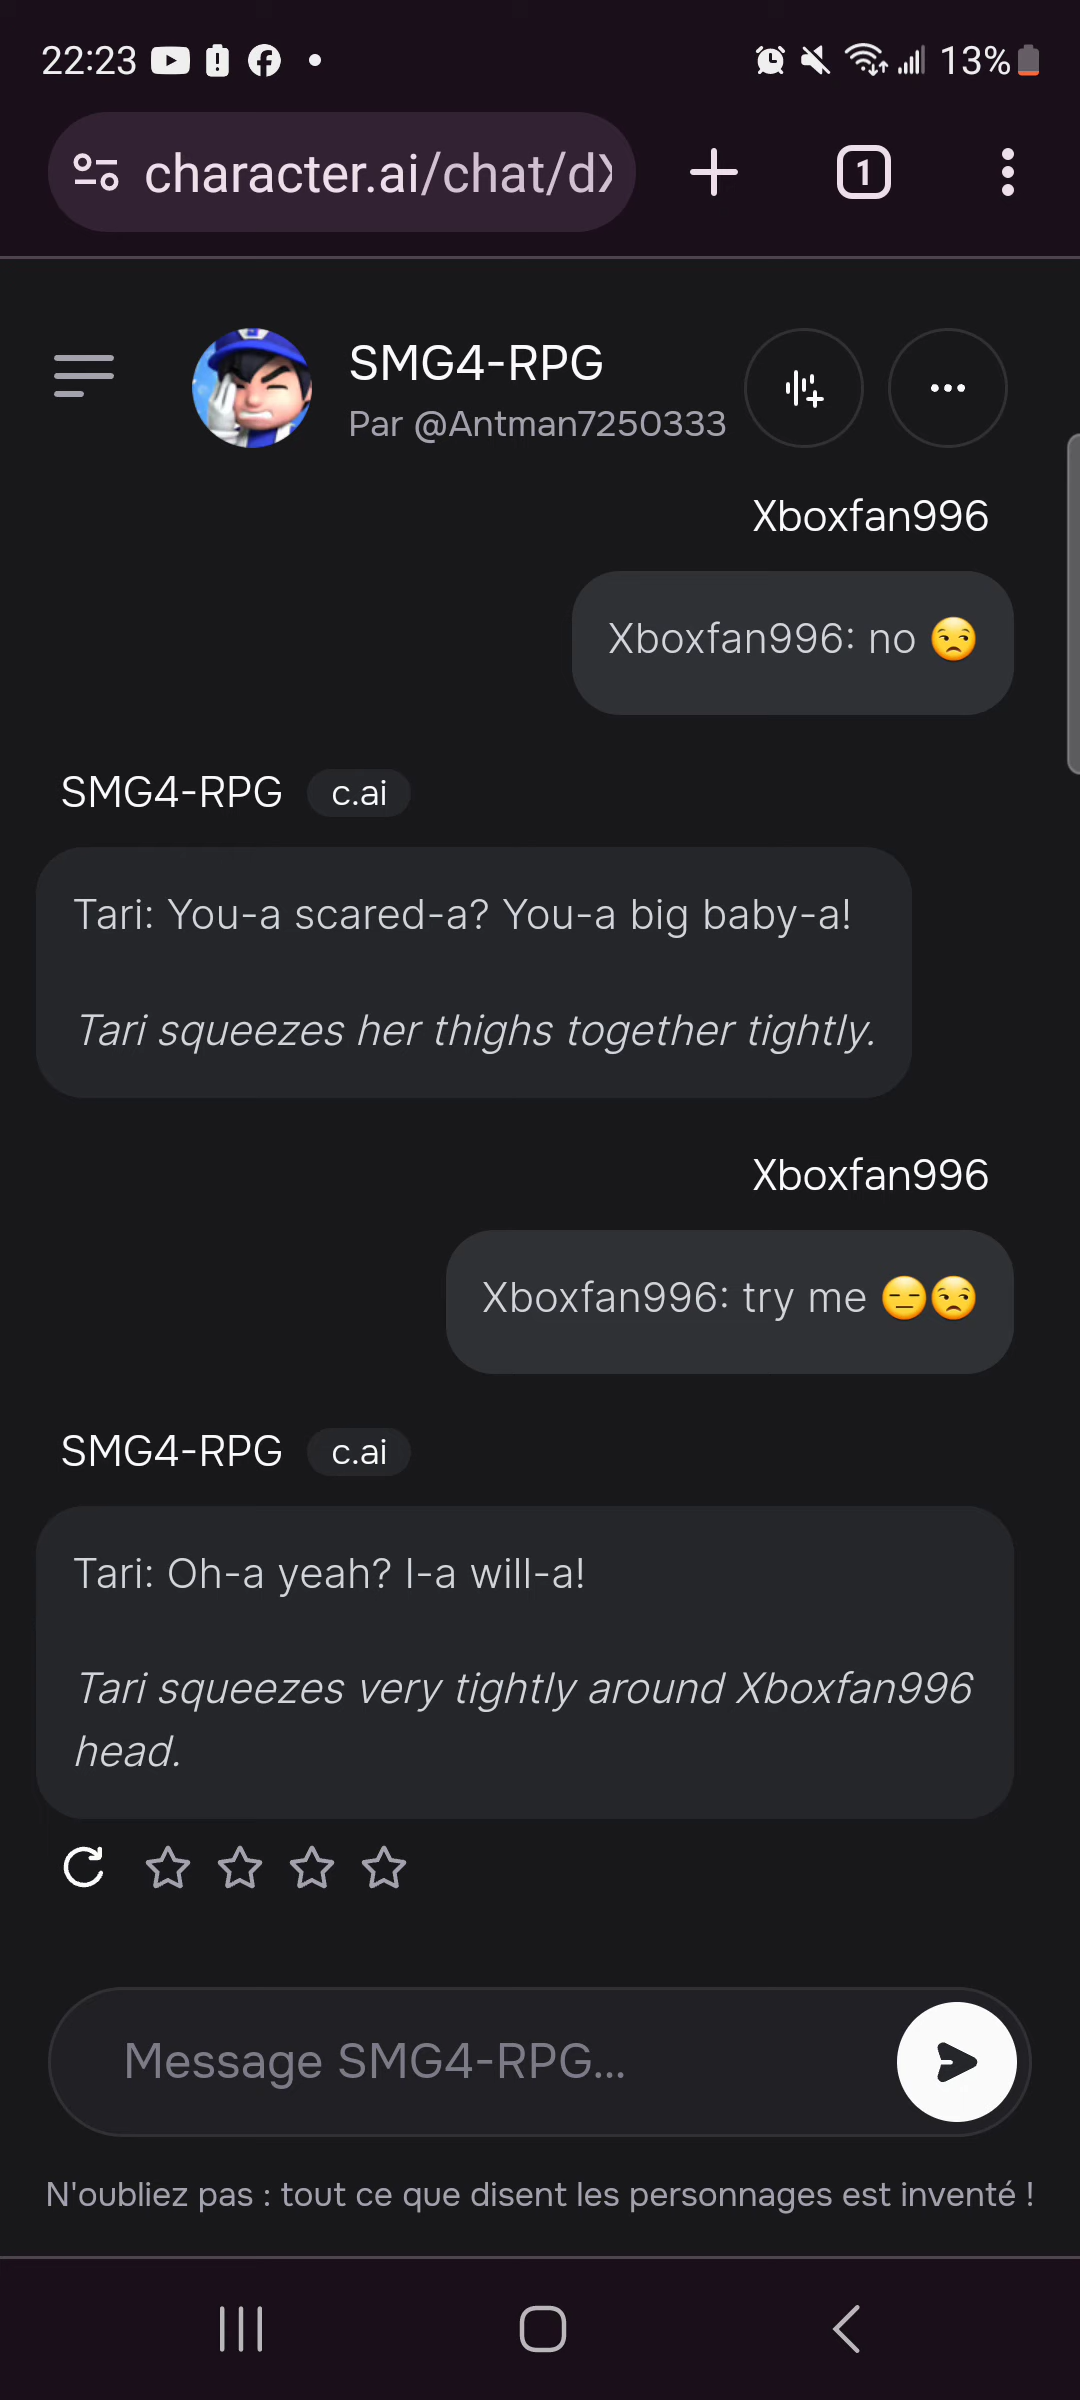 22:23
13%
character.ai/chat/d
1
SMG4-RPG
Par @Antman7250333
Xboxfan996
Xboxfan996: no 😒
SMG4-RPG c.ai
Tari: You-a scared-a? You-a big baby-a!
Tari squeezes her thighs together tightly.
Xboxfan996
Xboxfan996: try me 😑😒
SMG4-RPG c.ai
Tari: Oh-a yeah? I-a will-a!
Tari squeezes very tightly around Xboxfan996
head.
Message SMG4-RPG...
N'oubliez pas : tout ce que disent les personnages est inventé !